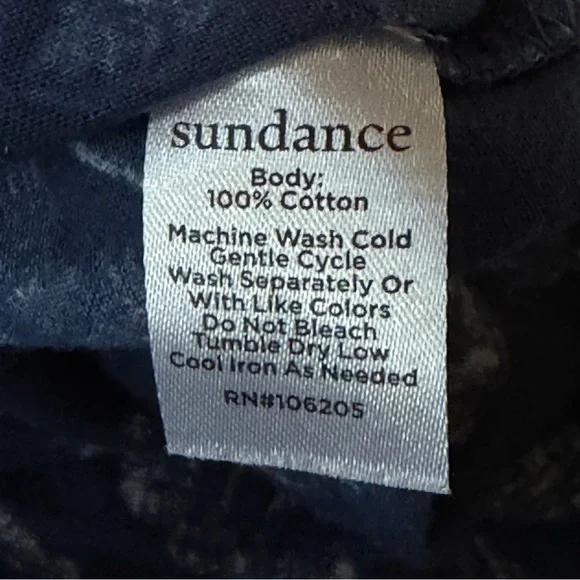 sundance
Body:
100% Cotton
Machine Wash Cold
Gentle Cycle
Wash Separately Or
With Like Colors
Do Not Bleach
Tumble Dry Low
Cool Iron As Needed
RN#106205